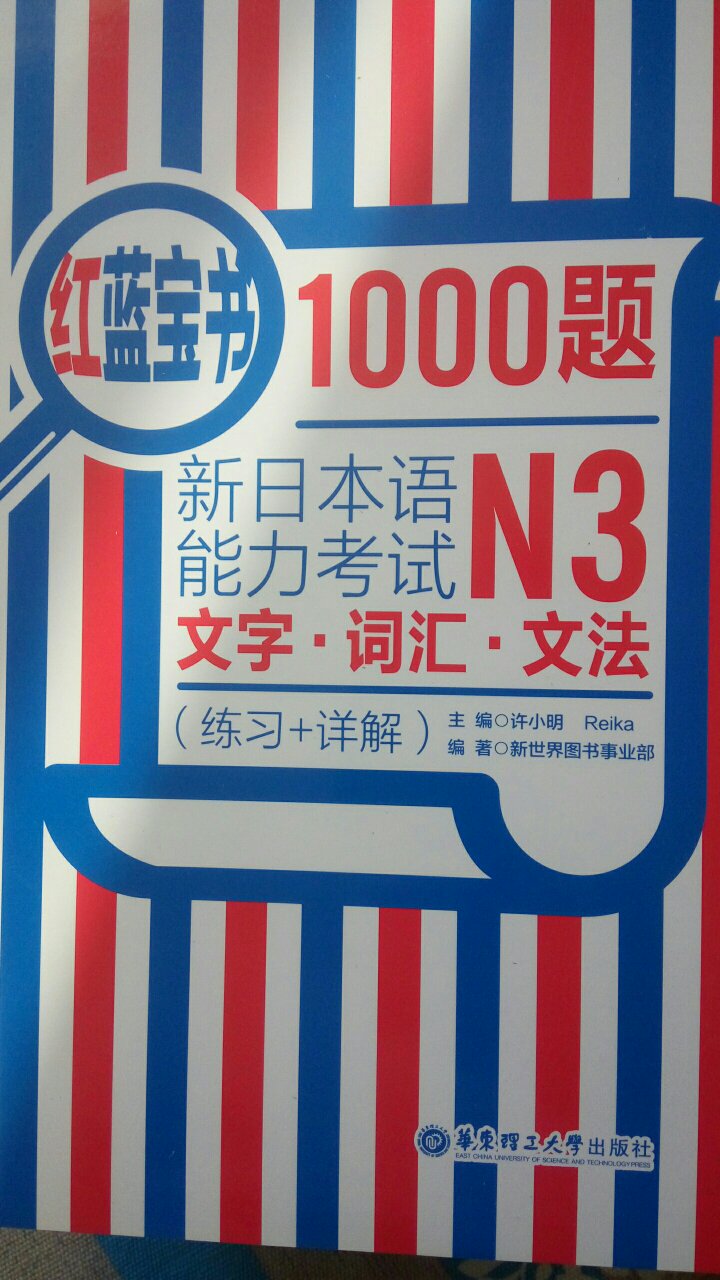 红蓝宝书
1000题
新日本语
能力考试
N3
文字·词汇·文法
（练习+详解）
主 编○许小明 Reika
编 著○新世界图书事业部
華東理工大學出版社
EAST CHINA UNIVERSITY OF SCIENCE AND TECHNOLOGY PRESS